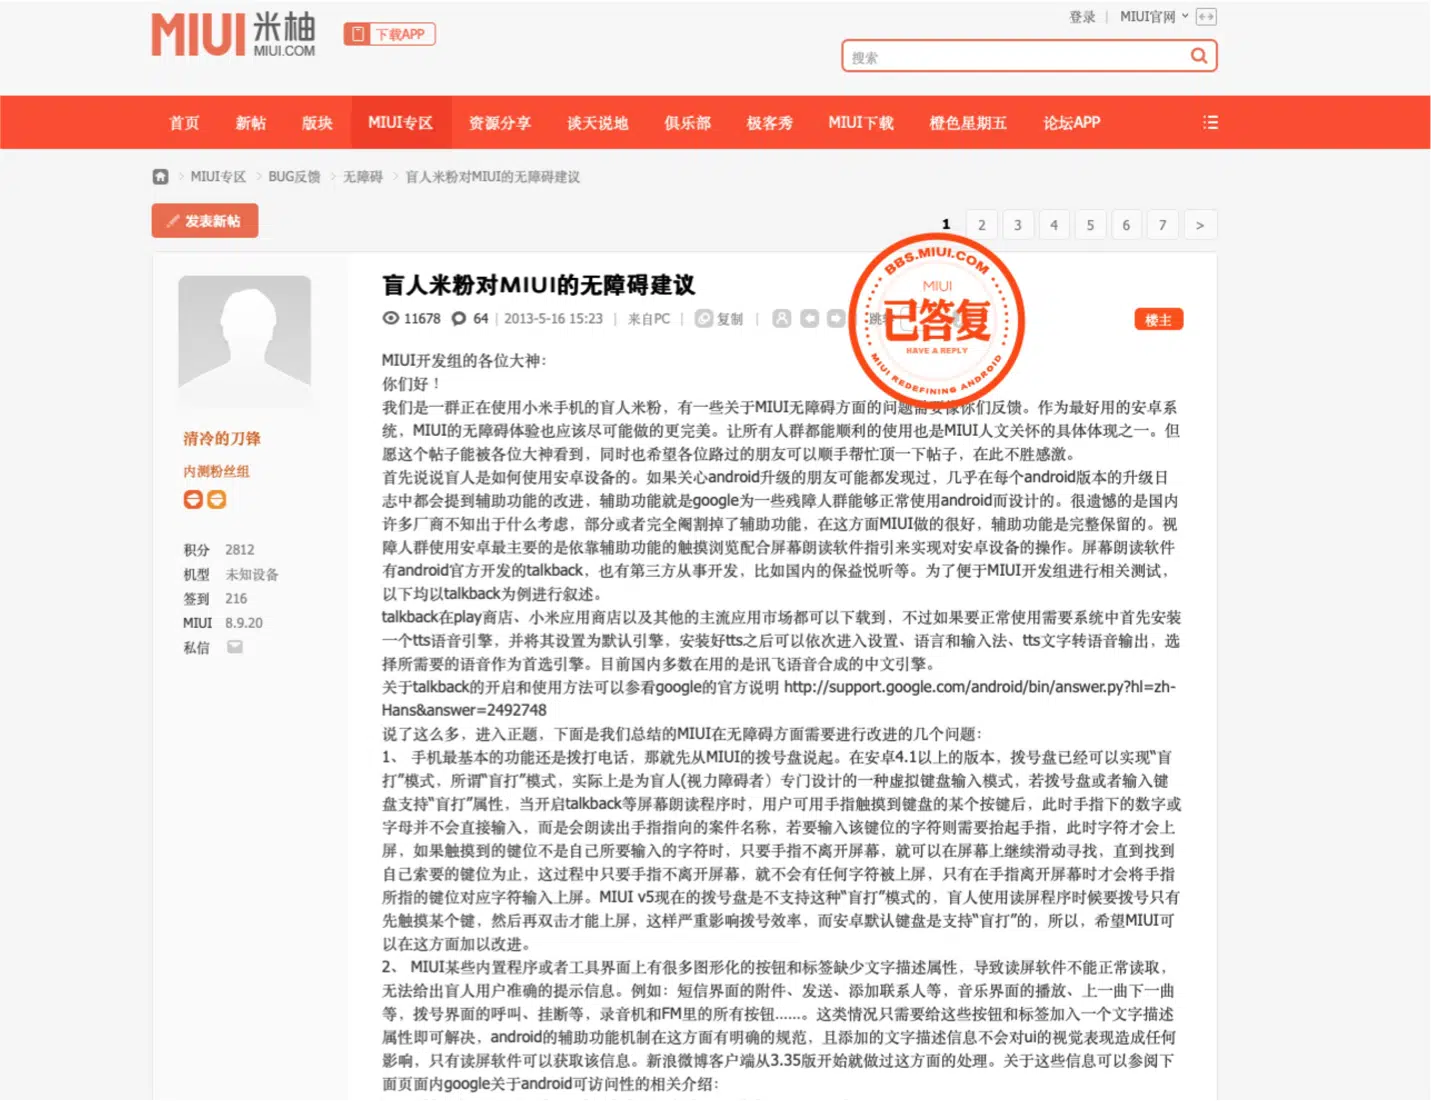 MIUI 米柚
MIUI.COM
下载APP
登录 | MIUI官网
搜索
首页 新帖 版块 MIUI专区 资源分享 谈天说地 俱乐部 极客秀 MIUI下载 橙色星期五 论坛APP
MIUI专区 > BUG反馈 > 无障碍 > 盲人米粉对MIUI的无障碍建议
发表新帖
1 2 3 4 5 6 7 >
盲人米粉对MIUI的无障碍建议
11678 64 | 2013-5-16 15:23 | 来自PC | 复制 |
楼主
BBS.MIUI.COM
MIUI
已答复
HAVE A REPLY
MIUI REDEFINING ANDROID
清冷的刀锋
内测粉丝组
积分 2812
机型 未知设备
签到 216
MIUI 8.9.20
私信
MIUI开发组的各位大神：
你们好！
我们是一群正在使用小米手机的盲人米粉，有一些关于MIUI无障碍方面的问题需要像你们反馈。作为最好用的安卓系
统，MIUI的无障碍体验也应该尽可能做的更完美。让所有人群都能顺利的使用也是MIUI人文关怀的具体体现之一。但
愿这个帖子能被各位大神看到，同时也希望各位路过的朋友可以顺手帮忙顶一下帖子，在此不胜感激。
首先说说盲人是如何使用安卓设备的。如果关心android升级的朋友可能都发现过，几乎在每个android版本的升级日
志中都会提到辅助功能的改进，辅助功能就是google为一些残障人群能够正常使用android而设计的。很遗憾的是国内
许多厂商不知出于什么考虑，部分或者完全阉割掉了辅助功能，在这方面MIUI做的很好，辅助功能是完整保留的。视
障人群使用安卓最主要的是依靠辅助功能的触摸浏览配合屏幕朗读软件指引来实现对安卓设备的操作。屏幕朗读软件
有android官方开发的talkback，也有第三方从事开发，比如国内的保益悦听等。为了便于MIUI开发组进行相关测试，
以下均以talkback为例进行叙述。
talkback在play商店、小米应用商店以及其他的主流应用市场都可以下载到，不过如果要正常使用需要系统中首先安装
一个tts语音引擎，并将其设置为默认引擎，安装好tts之后可以依次进入设置、语言和输入法、tts文字转语音输出，选
择所需要的语音作为首选引擎。目前国内多数在用的是讯飞语音合成的中文引擎。
关于talkback的开启和使用方法可以参看google的官方说明 http://support.google.com/android/bin/answer.py?hl=zh-
Hans&answer=2492748
说了这么多，进入正题，下面是我们总结的MIUI在无障碍方面需要进行改进的几个问题：
1、 手机最基本的功能还是拨打电话，那就先从MIUI的拨号盘说起。在安卓4.1以上的版本，拨号盘已经可以实现“盲
打”模式，所谓“盲打”模式，实际上是为盲人(视力障碍者）专门设计的一种虚拟键盘输入模式，若拨号盘或者输入键
盘支持“盲打”属性，当开启talkback等屏幕朗读程序时，用户可用手指触摸到键盘的某个按键后，此时手指下的数字或
字母并不会直接输入，而是会朗读出手指指向的案件名称，若要输入该键位的字符则需要抬起手指，此时字符才会上
屏，如果触摸到的键位不是自己所要输入的字符时，只要手指不离开屏幕，就可以在屏幕上继续滑动寻找，直到找到
自己索要的键位为止，这过程中只要手指不离开屏幕，就不会有任何字符被上屏，只有在手指离开屏幕时才会将手指
所指的键位对应字符输入上屏。MIUI v5现在的拨号盘是不支持这种“盲打”模式的，盲人使用读屏程序时候要拨号只有
先触摸某个键，然后再双击才能上屏，这样严重影响拨号效率，而安卓默认键盘是支持“盲打”的，所以，希望MIUI可
以在这方面加以改进。
2、 MIUI某些内置程序或者工具界面上有很多图形化的按钮和标签缺少文字描述属性，导致读屏软件不能正常读取，
无法给出盲人用户准确的提示信息。例如：短信界面的附件、发送、添加联系人等，音乐界面的播放、上一曲下一曲
等，拨号界面的呼叫、挂断等，录音机和FM里的所有按钮......。这类情况只需要给这些按钮和标签加入一个文字描述
属性即可解决，android的辅助功能机制在这方面有明确的规范，且添加的文字描述信息不会对ui的视觉表现造成任何
影响，只有读屏软件可以获取该信息。新浪微博客户端从3.35版开始就做过这方面的处理。关于这些信息可以参阅下
面页面内google关于android可访问性的相关介绍：